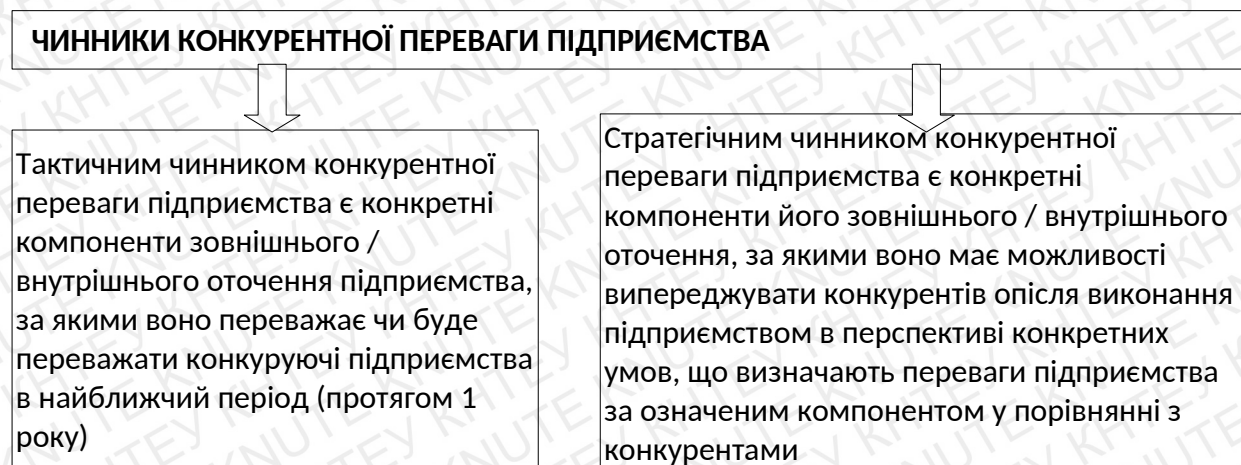 ЧИННИКИ КОНКУРЕНТНОЇ ПЕРЕВАГИ ПІДПРИЄМСТВА
Тактичним чинником конкурентної
переваги підприємства є конкретні
компоненти зовнішнього /
внутрішнього оточення підприємства,
за якими воно переважає чи буде
переважати конкуруючі підприємства
в найближчий період (протягом 1
року)
Стратегічним чинником конкурентної
переваги підприємства є конкретні
компоненти його зовнішнього / внутрішнього
оточення, за якими воно має можливості
випереджувати конкурентів опісля виконання
підприємством в перспективі конкретних
умов, що визначають переваги підприємства
за означеним компонентом у порівнянні з
конкурентами